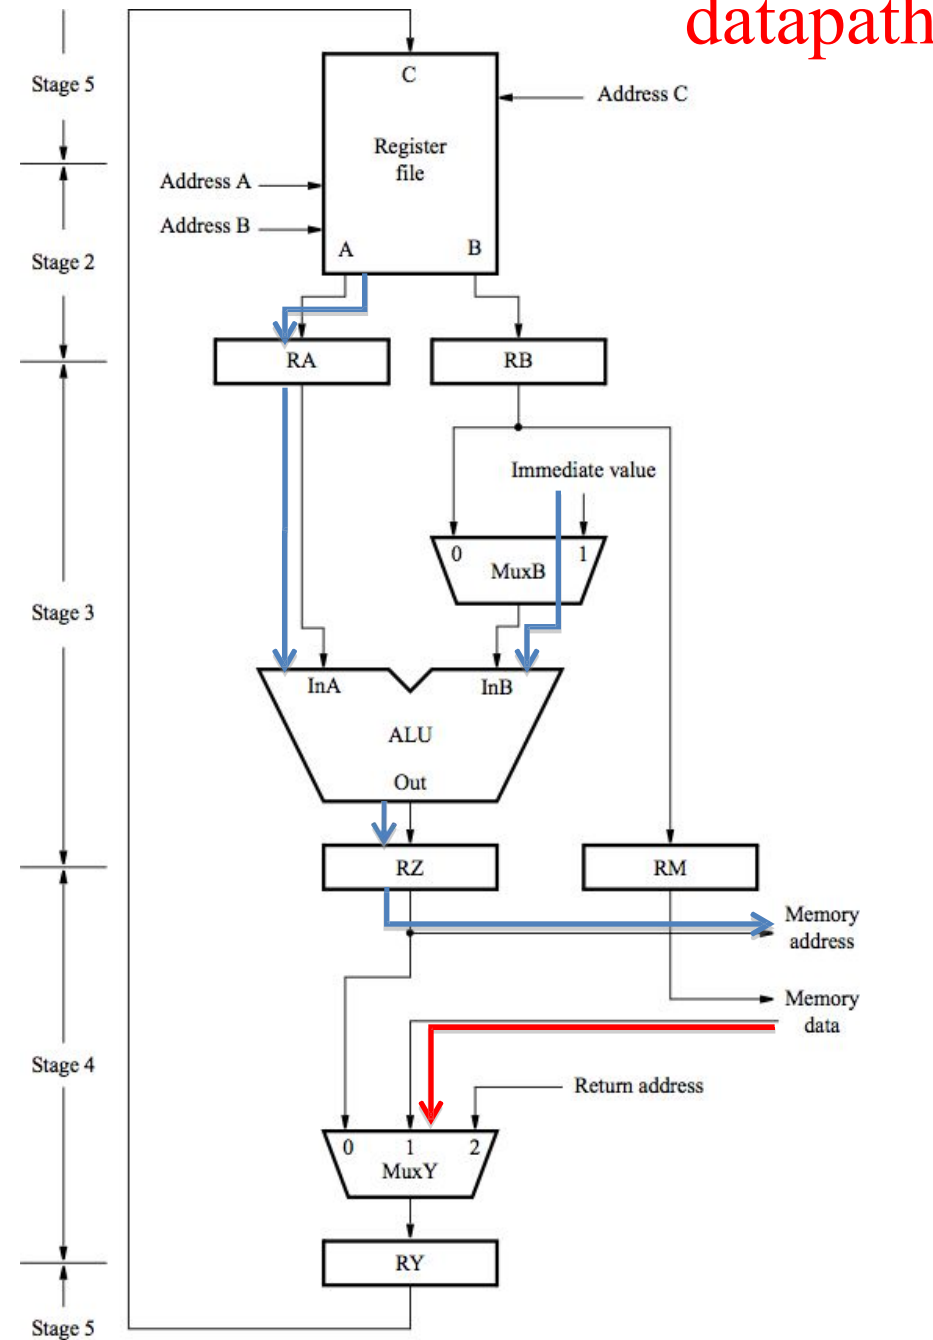 datapath
Stage 5
C
Address C
Register
file
Address A
Address B
A
B
Stage 2
RA
RB
Immediate value
0
1
MuxB
Stage 3
InA
InB
ALU
Out
RZ
RM
Memory
address
Memory
data
Stage 4
Return address
0
1
2
MuxY
RY
Stage 5